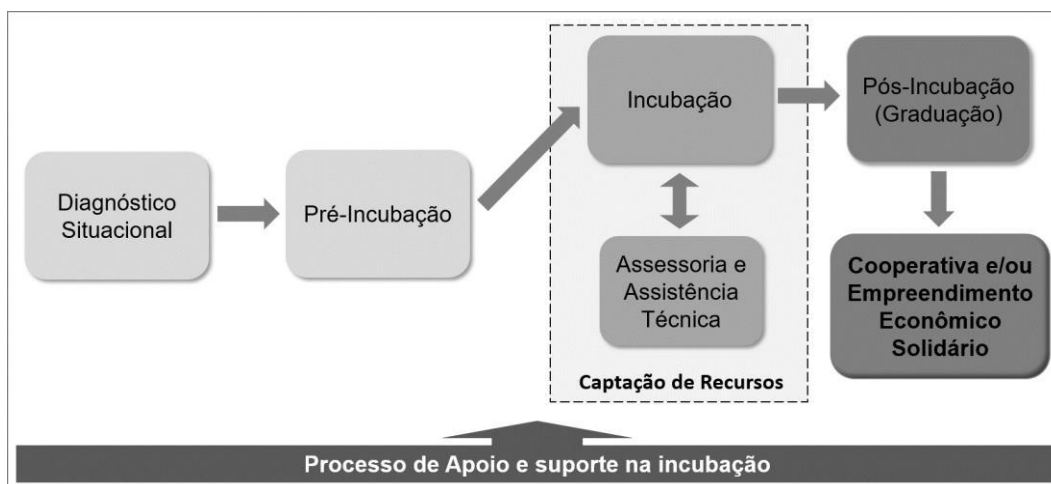 Diagnóstico
Situacional
Pré-Incubação
Incubação
Assessoria e
Assistência
Técnica
Captação de Recursos
Pós-Incubação
(Graduação)
Cooperativa e/ou
Empreendimento
Econômico
Solidário
Processo de Apoio e suporte na incubação